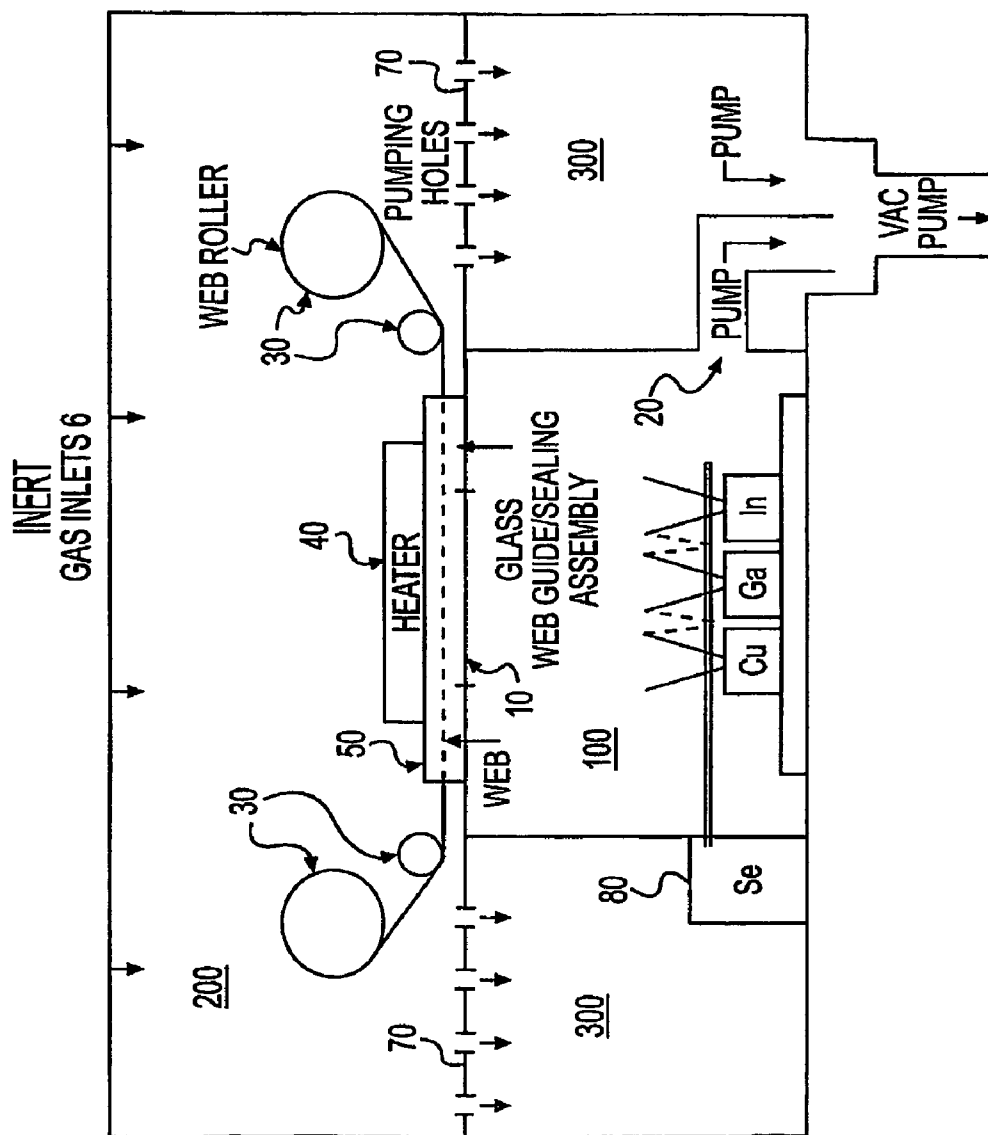 INERT
GAS INLETS 6
WEB ROLLER
30
30
30
200
PUMPING
HOLES
70
70
40
HEATER
50
10
WEB
GLASS
WEB GUIDE/SEALING
ASSEMBLY
100
300
300
20
PUMP
PUMP
VAC
PUMP
80
Se
Cu
Ga
In